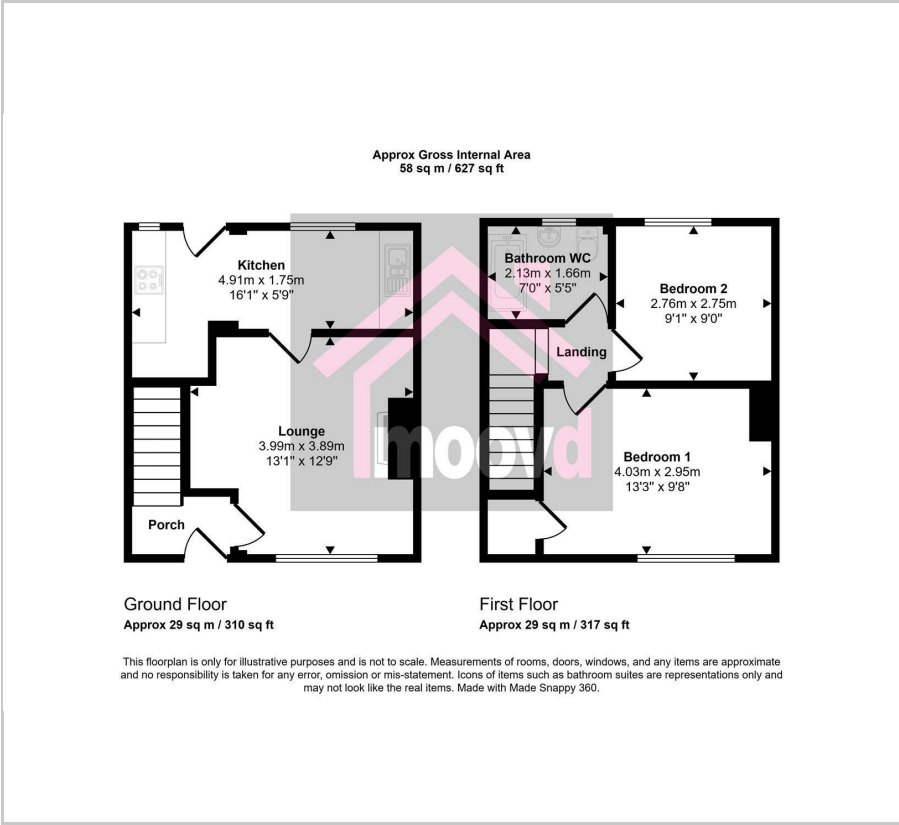 Approx Gross Internal Area
58 sq m / 627 sq ft
Kitchen
4.91m x 1.75m
16'1" x 5'9"
Lounge
3.99m x 3.89m
13'1" x 12'9"
Porch
Bathroom WC
2.13m x 1.66m
7'0" x 5'5"
Bedroom 2
2.76m x 2.75m
9'1" x 9'0"
Landing
Bedroom 1
4.03m x 2.95m
13'3" x 9'8"
moovd
Ground Floor
Approx 29 sq m / 310 sq ft
First Floor
Approx 29 sq m / 317 sq ft
This floorplan is only for illustrative purposes and is not to scale. Measurements of rooms, doors, windows, and any items are approximate
and no responsibility is taken for any error, omission or mis-statement. Icons of items such as bathroom suites are representations only and
may not look like the real items. Made with Made Snappy 360.